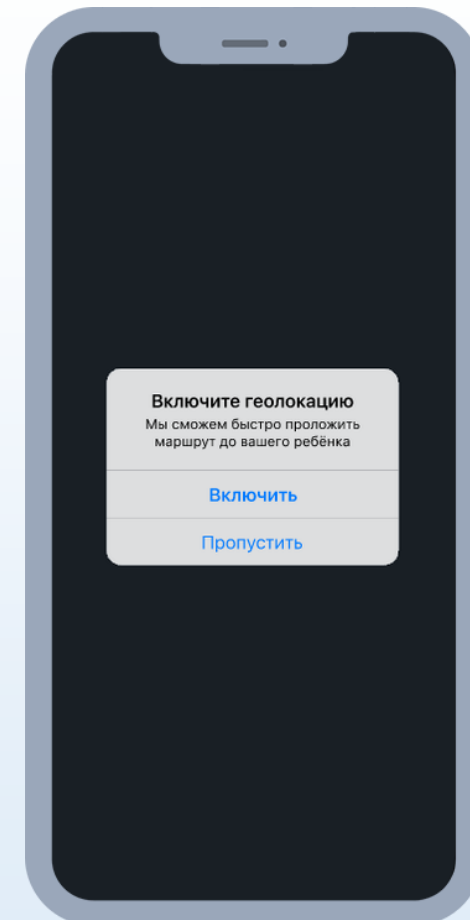 Включите геолокацию
Мы сможем быстро проложить
маршрут до вашего ребёнка
Включить
Пропустить